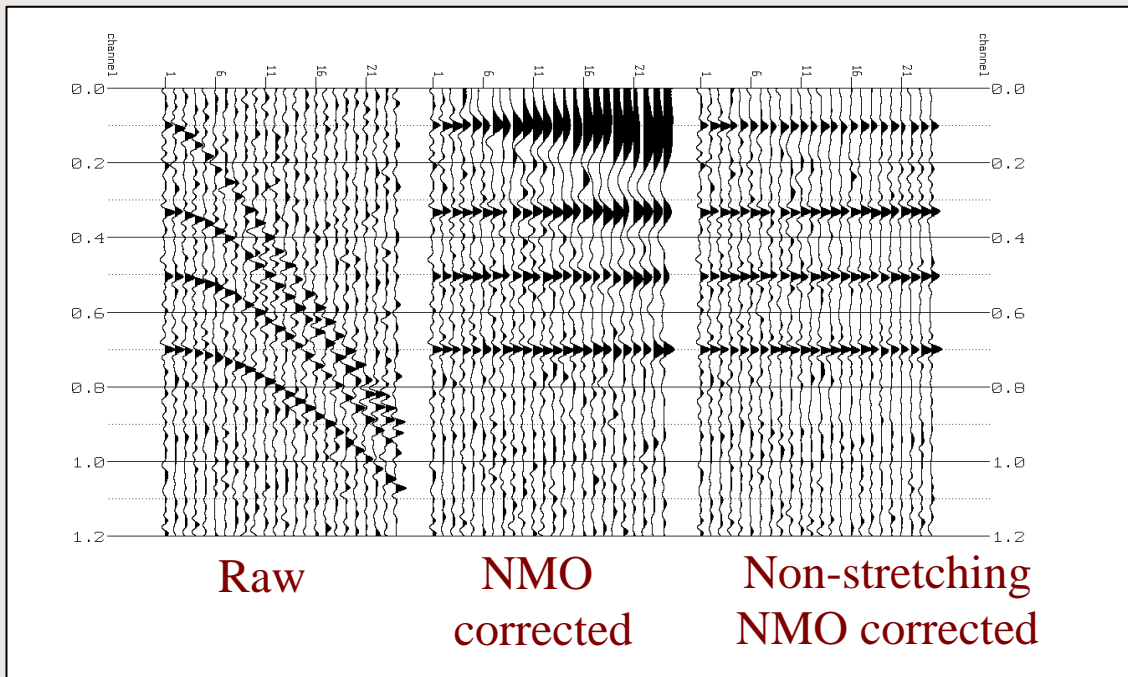 channel 1 6 11 16 21 1 6 11 16 21 1 6 11 16 21 channel
0.0 0.0
0.2 0.2
0.4 0.4
0.6 0.6
0.8 0.8
1.0 1.0
1.2 1.2
Raw
NMO
corrected
Non-stretching
NMO corrected